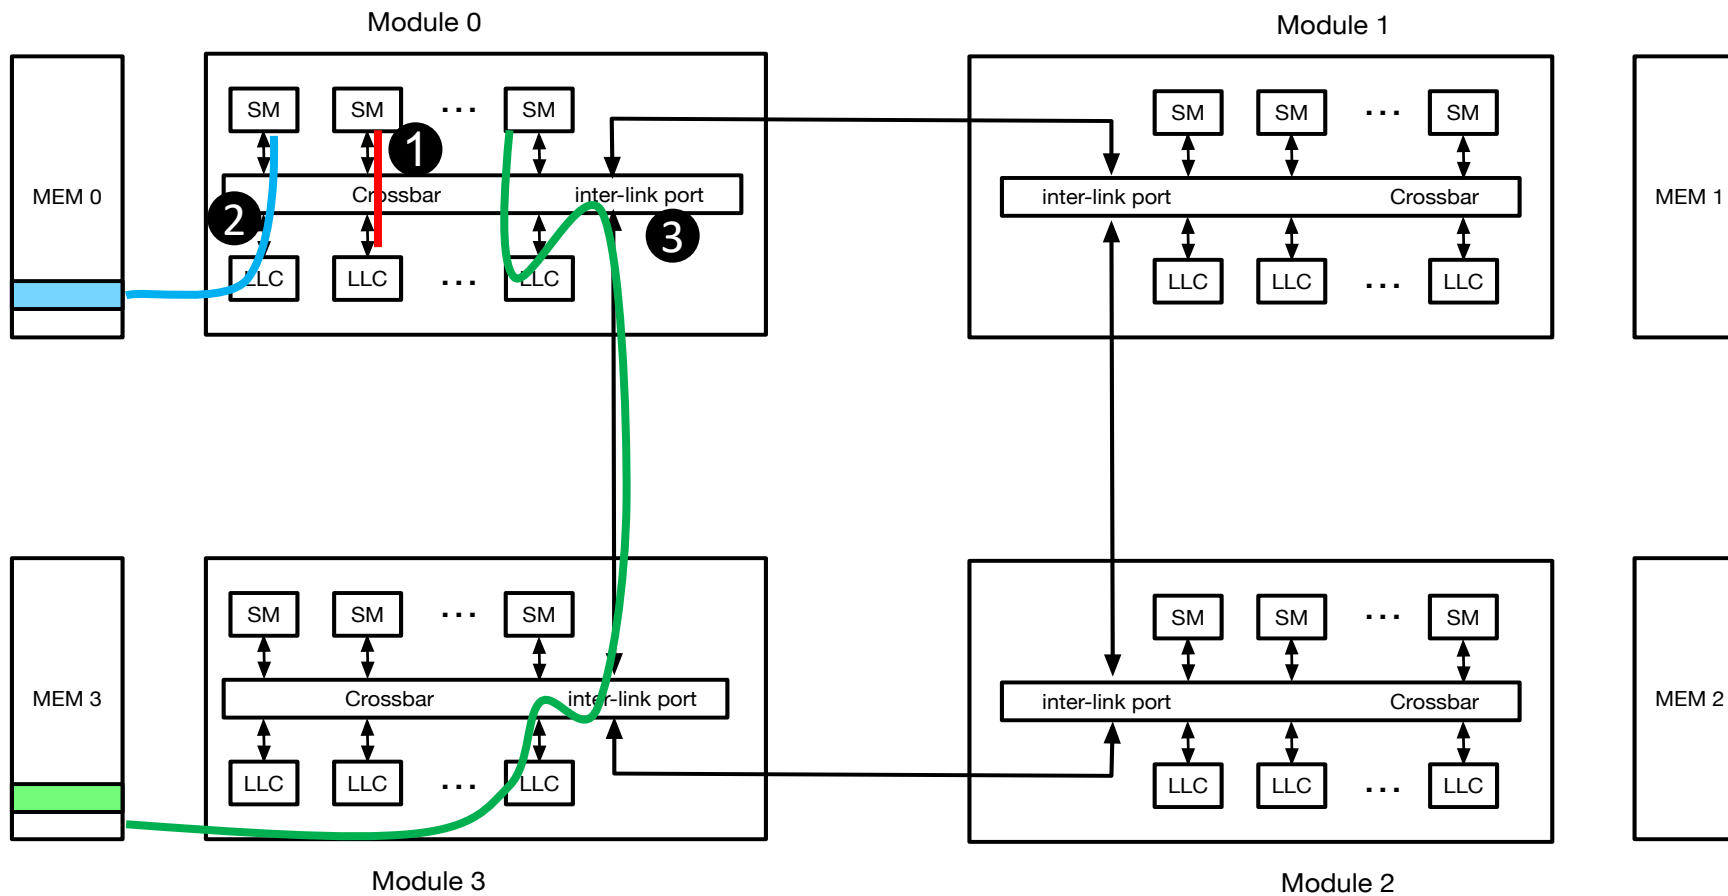 Module 0
Module 1
SM SM ... SM
SM SM ... SM
1
MEM 0
2
Crossbar inter-link port
3
inter-link port Crossbar
MEM 1
LLC LLC ... LLC
LLC LLC ... LLC
SM SM ... SM
SM SM ... SM
MEM 3
Crossbar inter-link port
inter-link port Crossbar
MEM 2
LLC LLC ... LLC
LLC LLC ... LLC
Module 3
Module 2